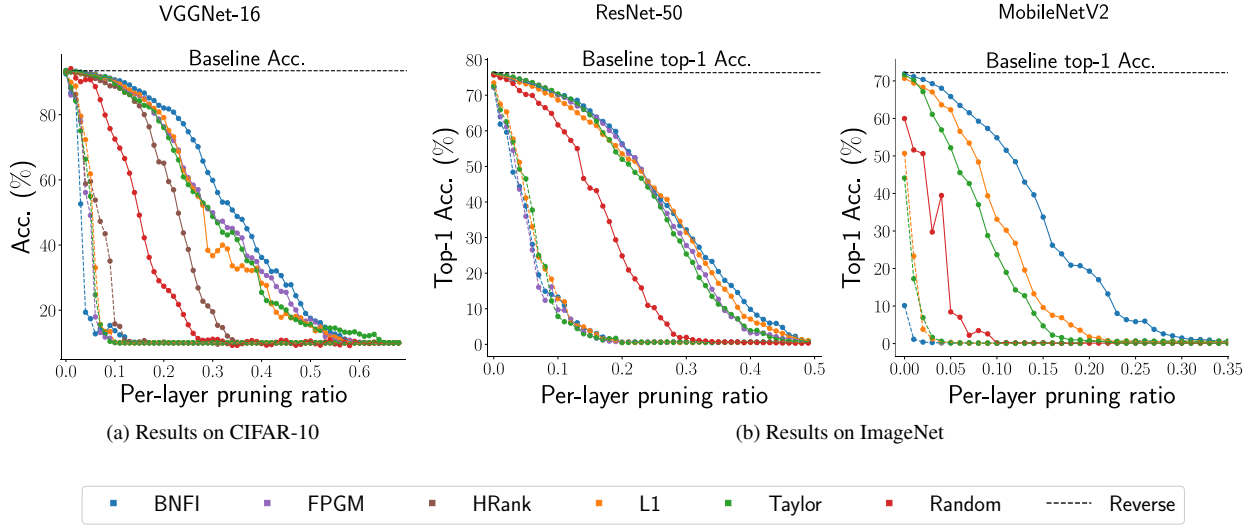 VGGNet-16
ResNet-50
MobileNetV2
Baseline Acc.
Acc. (%)
80
60
40
20
0.0 0.1 0.2 0.3 0.4 0.5 0.6
Per-layer pruning ratio
Baseline top-1 Acc.
Top-1 Acc. (%)
80
70
60
50
40
30
20
10
0
0.0 0.1 0.2 0.3 0.4 0.5
Per-layer pruning ratio
Baseline top-1 Acc.
Top-1 Acc. (%)
70
60
50
40
30
20
10
0
0.00 0.05 0.10 0.15 0.20 0.25 0.30 0.35
Per-layer pruning ratio
(a) Results on CIFAR-10
(b) Results on ImageNet
BNFI FPGM HRank L1 Taylor Random Reverse